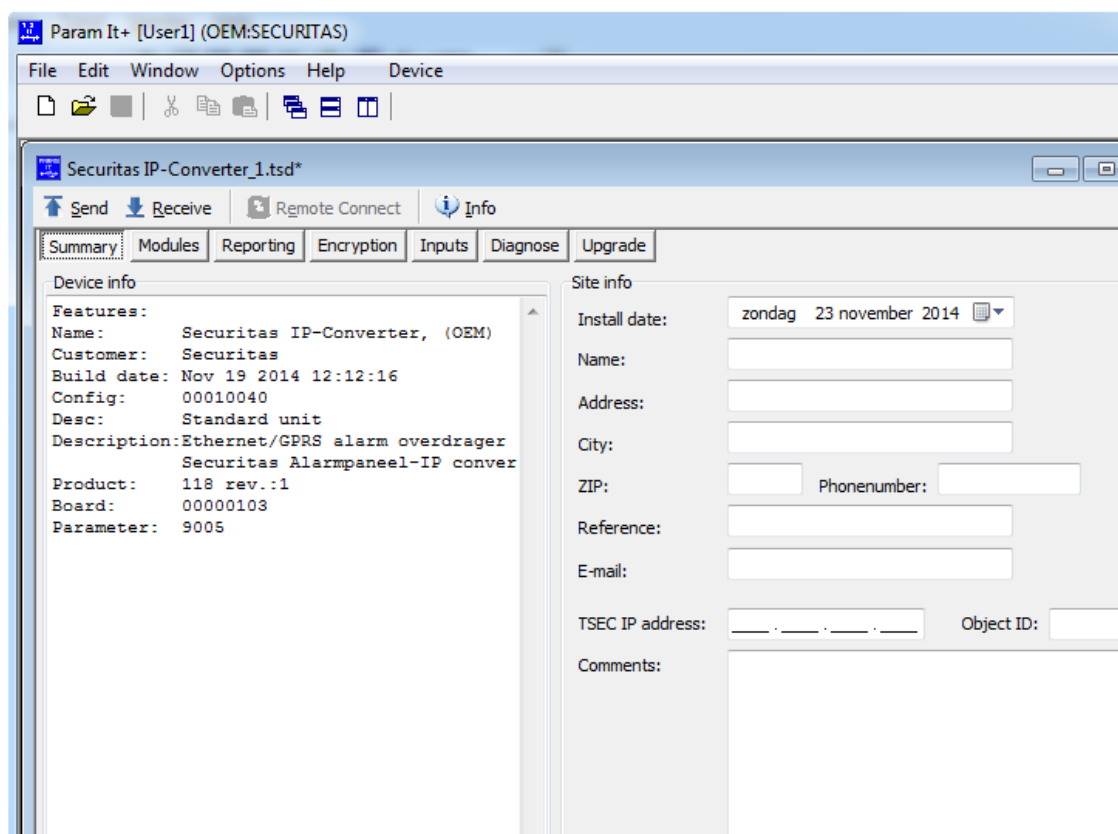 Param It+ [User1] (OEM:SECURITAS)
File Edit Window Options Help Device
Securitas IP-Converter_1.tsd*
Send Receive Remote Connect Info
Summary Modules Reporting Encryption Inputs Diagnose Upgrade
Device info
Features:
Name: Securitas IP-Converter, (OEM)
Customer: Securitas
Build date: Nov 19 2014 12:12:16
Config: 00010040
Desc: Standard unit
Description:Ethernet/GPRS alarm overdrager
Securitas Alarmpaneel-IP conver
Product: 118 rev.:1
Board: 00000103
Parameter: 9005
Site info
Install date: zondag 23 november 2014
Name:
Address:
City:
ZIP: Phonenumber:
Reference:
E-mail:
TSEC IP address: ____.____.____.____ Object ID:
Comments: